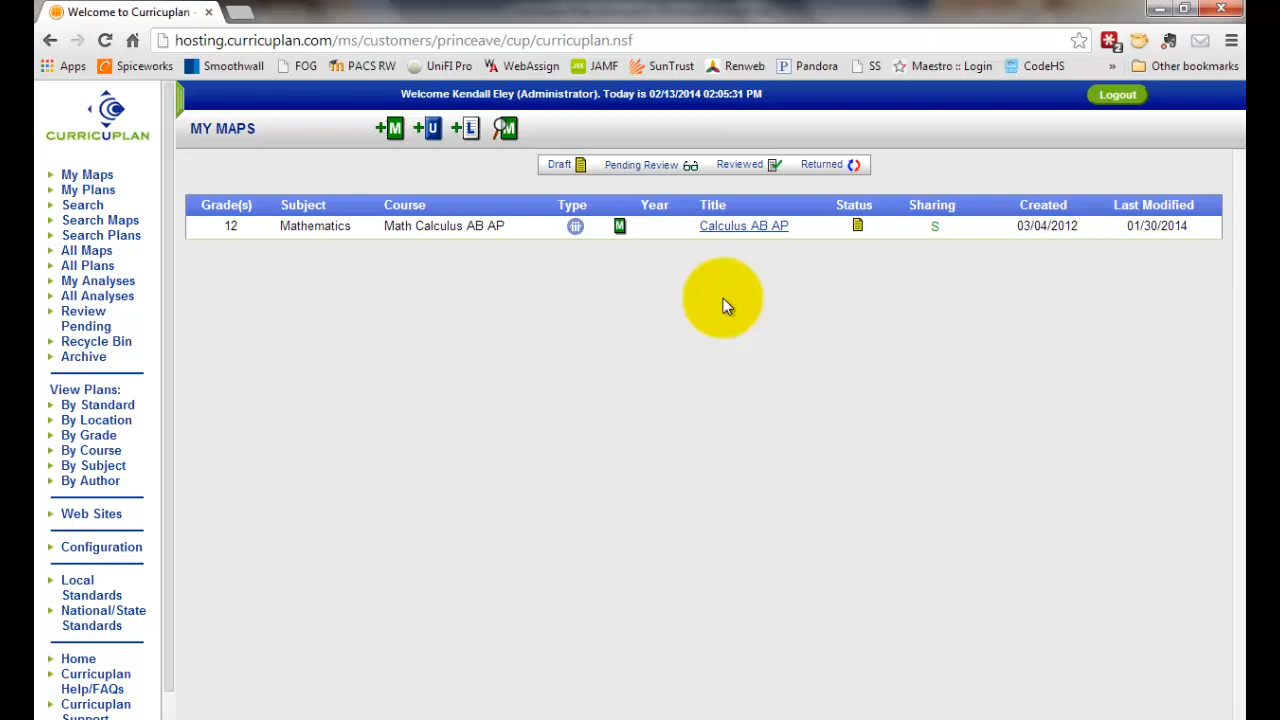 Welcome to Curricuplan - ×
hosting.curricuplan.com/ms/customers/princeave/cup/curricuplan.nsf
2
Apps Spiceworks Smoothwall FOG PACS RW UniFI Pro WebAssign JAMF SunTrust Renweb Pandora SS Maestro :: Login CodeHS » Other bookmarks
Welcome Kendall Eley (Administrator). Today is 02/13/2014 02:05:31 PM
Logout
CURRICUPLAN
MY MAPS +M +U +L M
Draft Pending Review Reviewed Returned
Grade(s) Subject Course Type Year Title Status Sharing Created Last Modified
12 Mathematics Math Calculus AB AP M Calculus AB AP S 03/04/2012 01/30/2014
My Maps
My Plans
Search
Search Maps
Search Plans
All Maps
All Plans
My Analyses
All Analyses
Review
Pending
Recycle Bin
Archive
View Plans:
By Standard
By Location
By Grade
By Course
By Subject
By Author
Web Sites
Configuration
Local
Standards
National/State
Standards
Home
Curricuplan
Help/FAQs
Curricuplan
Support